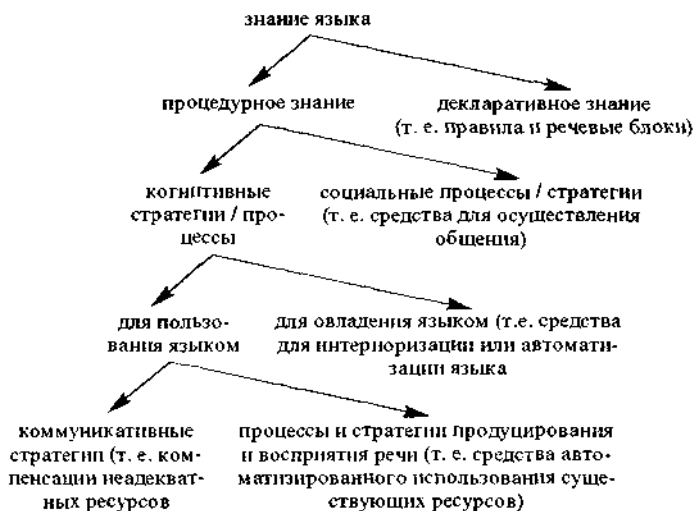 знание языка
процедурное знание
декларативное знание
(т. е. правила и речевые блоки)
когнитивные
стратегии / про-
цессы
социальные процессы / стратегии
(т. е. средства для осуществления
общения)
для пользо-
вания языком
для овладения языком (т.е. средства
для интериоризации или автомати-
зации языка
коммуникативные
стратегии (т. е. ком-
пенсации неадекват-
ных ресурсов
процессы и стратегии продуцирования
и восприятия речи (т. е. средства авто-
матизированного использования суще-
ствующих ресурсов)